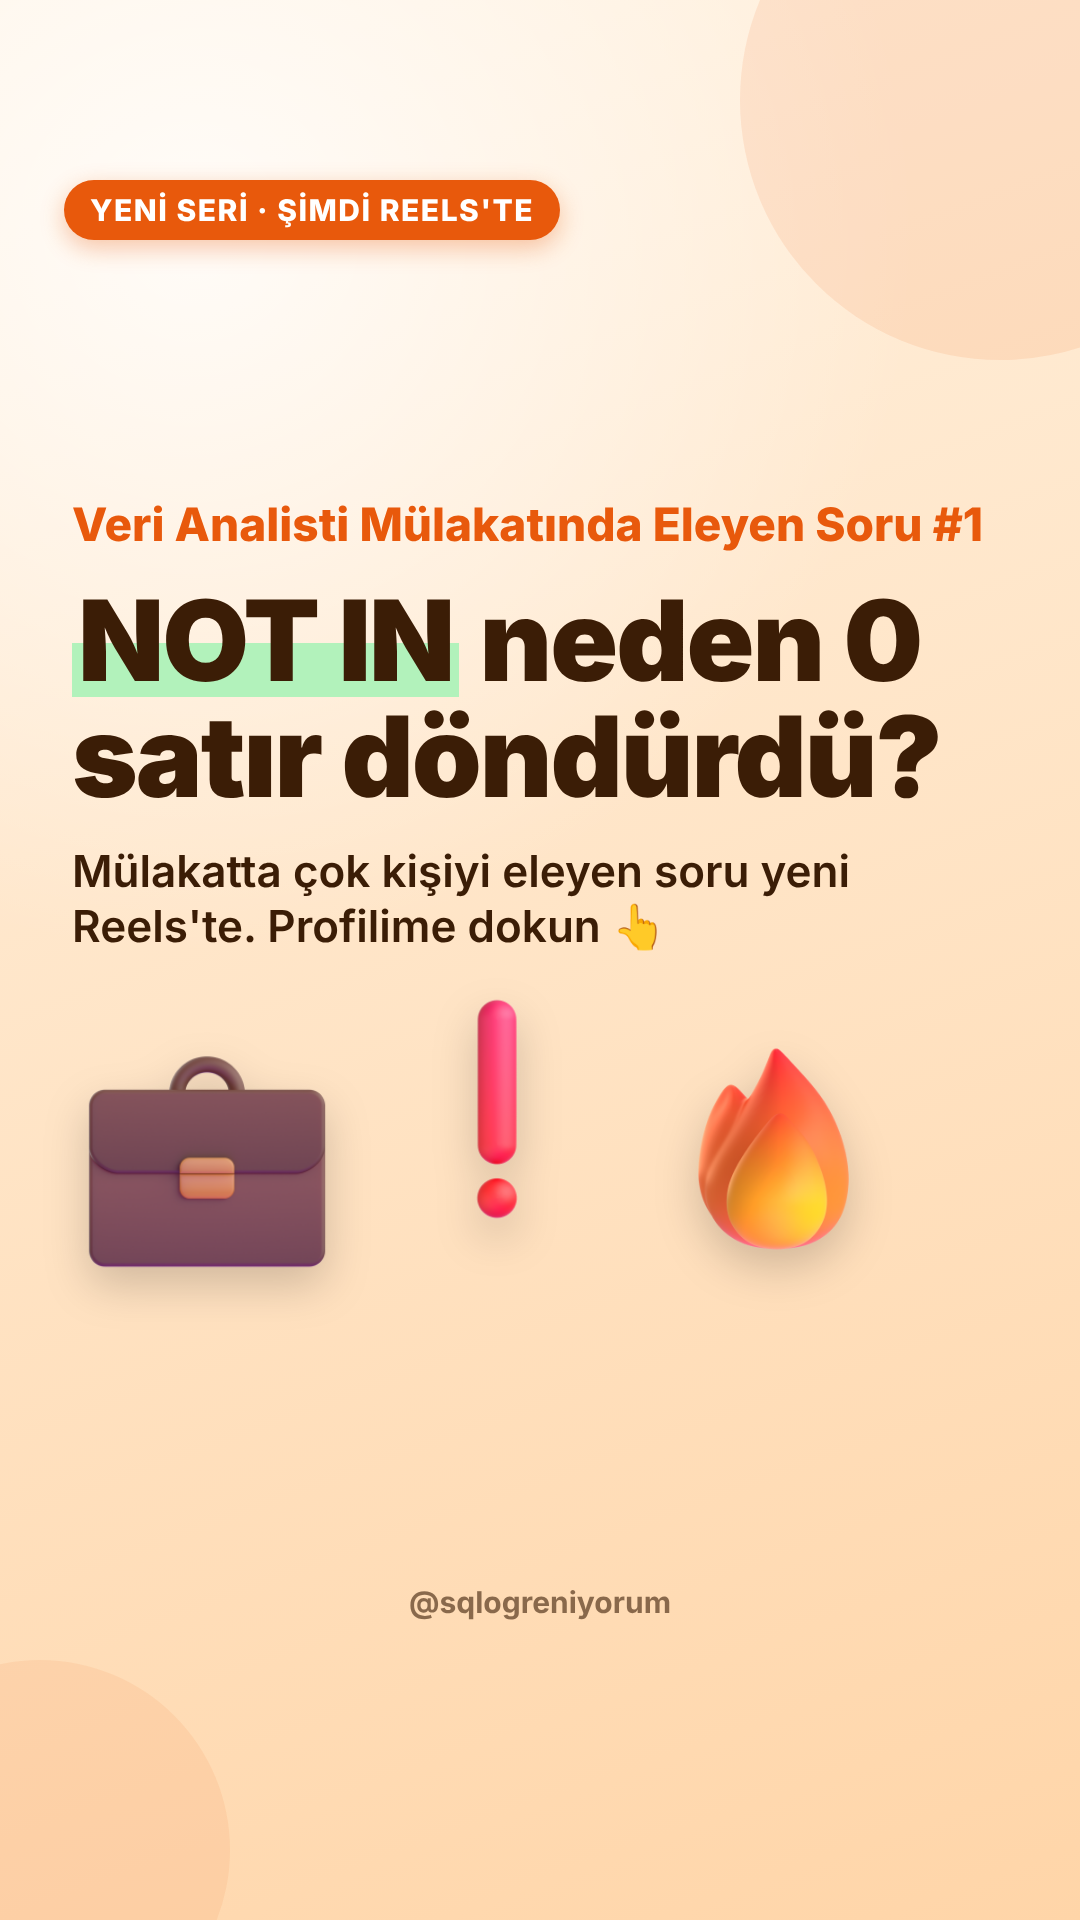 YENİ SERİ · ŞİMDİ REELS'TE
Veri Analisti Mülakatında Eleyen Soru #1
NOT IN neden 0
satır döndürdü?
Mülakatta çok kişiyi eleyen soru yeni
Reels'te. Profilime dokun 👆
@sqlogreniyorum